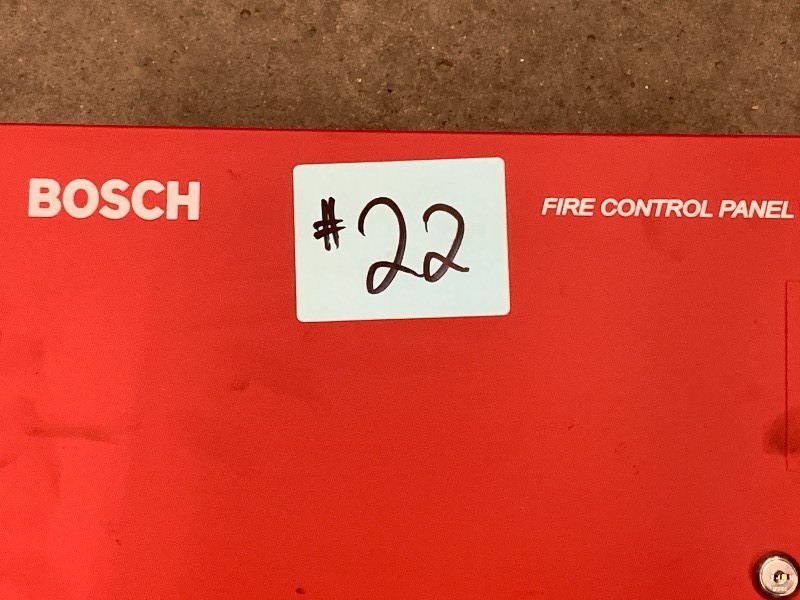 BOSCH
#22
FIRE CONTROL PANEL